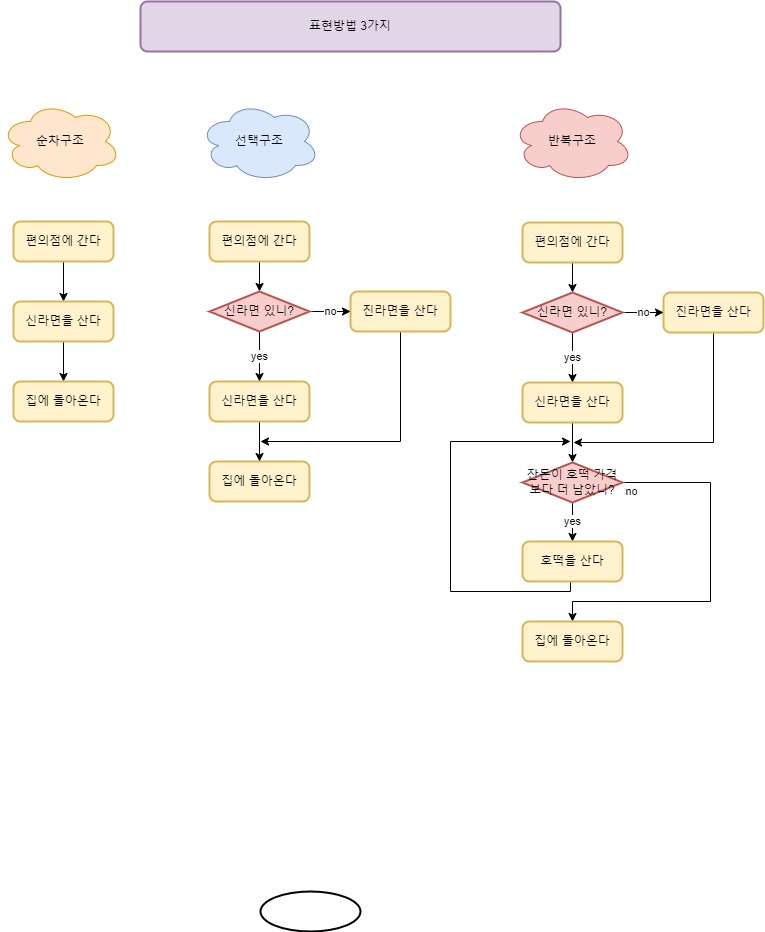 표현방법 3가지
순차구조
선택구조
반복구조
편의점에 간다
신라면을 산다
집에 돌아온다
편의점에 간다
신라면 있니?
no
진라면을 산다
yes
신라면을 산다
집에 돌아온다
편의점에 간다
신라면 있니?
no
진라면을 산다
yes
신라면을 산다
잔돈이 호떡 가격
보다 더 남았니?
no
yes
호떡을 산다
집에 돌아온다